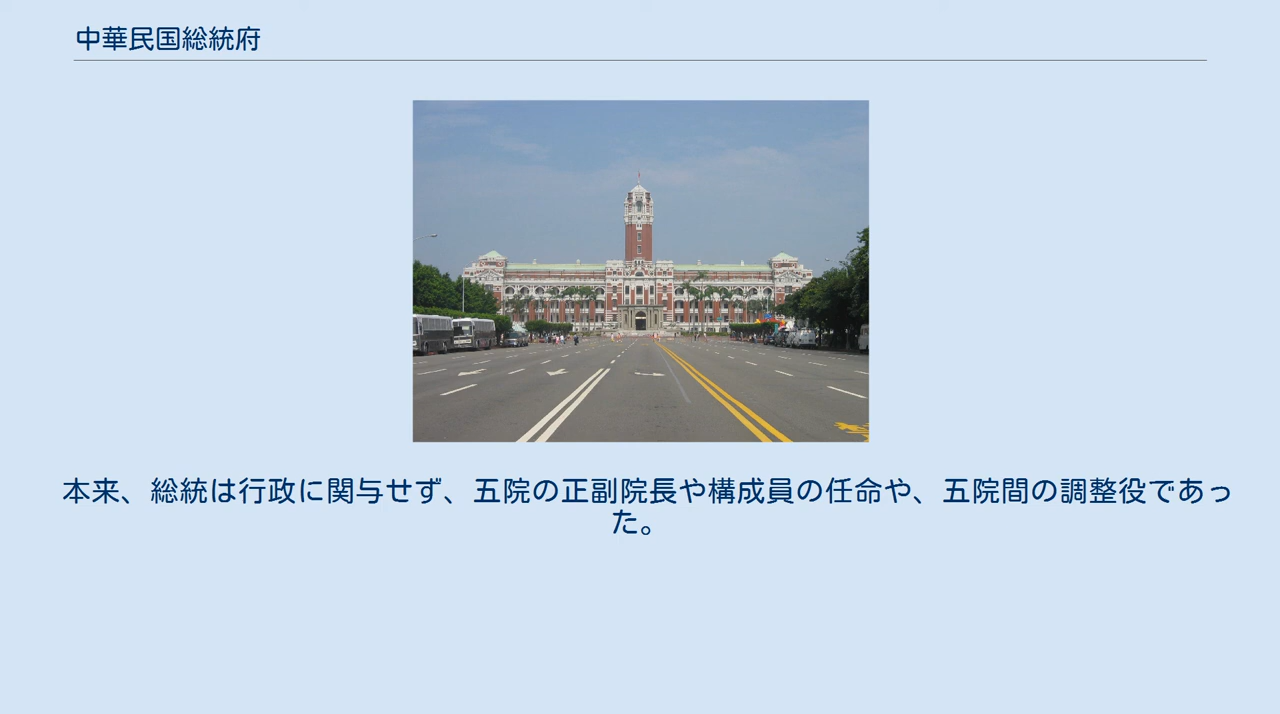 中華民国総統府
本来、総統は行政に関与せず、五院の正副院長や構成員の任命や、五院間の調整役であっ
た。